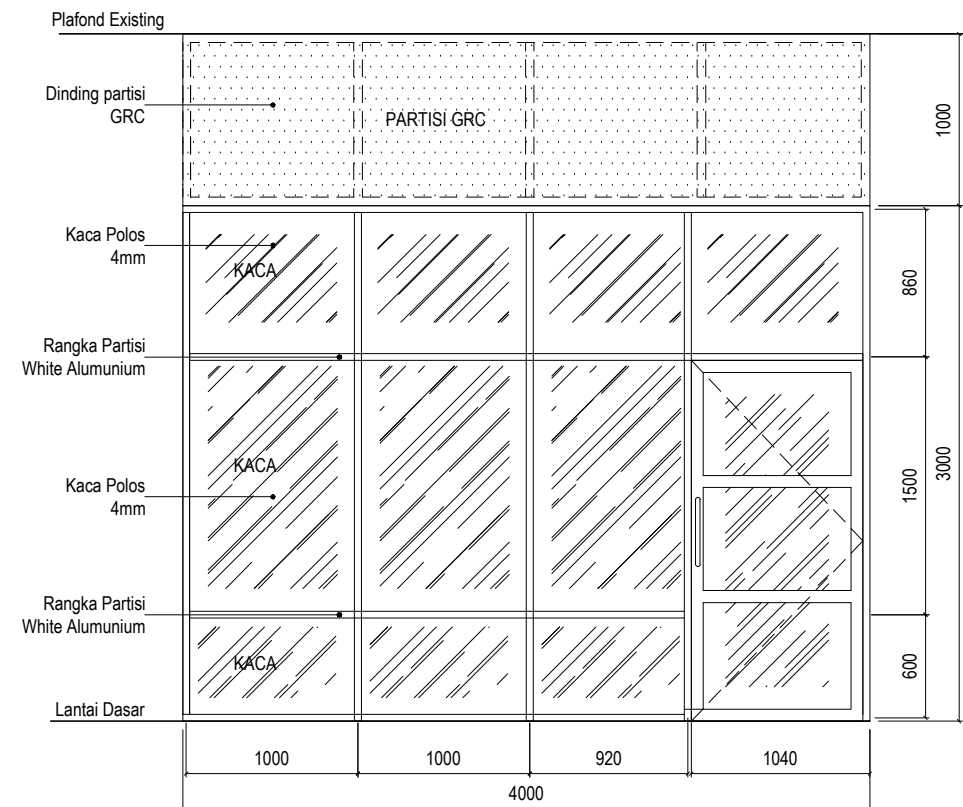 Plafond Existing
Dinding partisi
GRC
PARTISI GRC
1000
Kaca Polos
4mm
KACA
860
Rangka Partisi
White Alumunium
KACA
Kaca Polos
4mm
1500
3000
Rangka Partisi
White Alumunium
KACA
600
Lantai Dasar
1000
1000
920
1040
4000